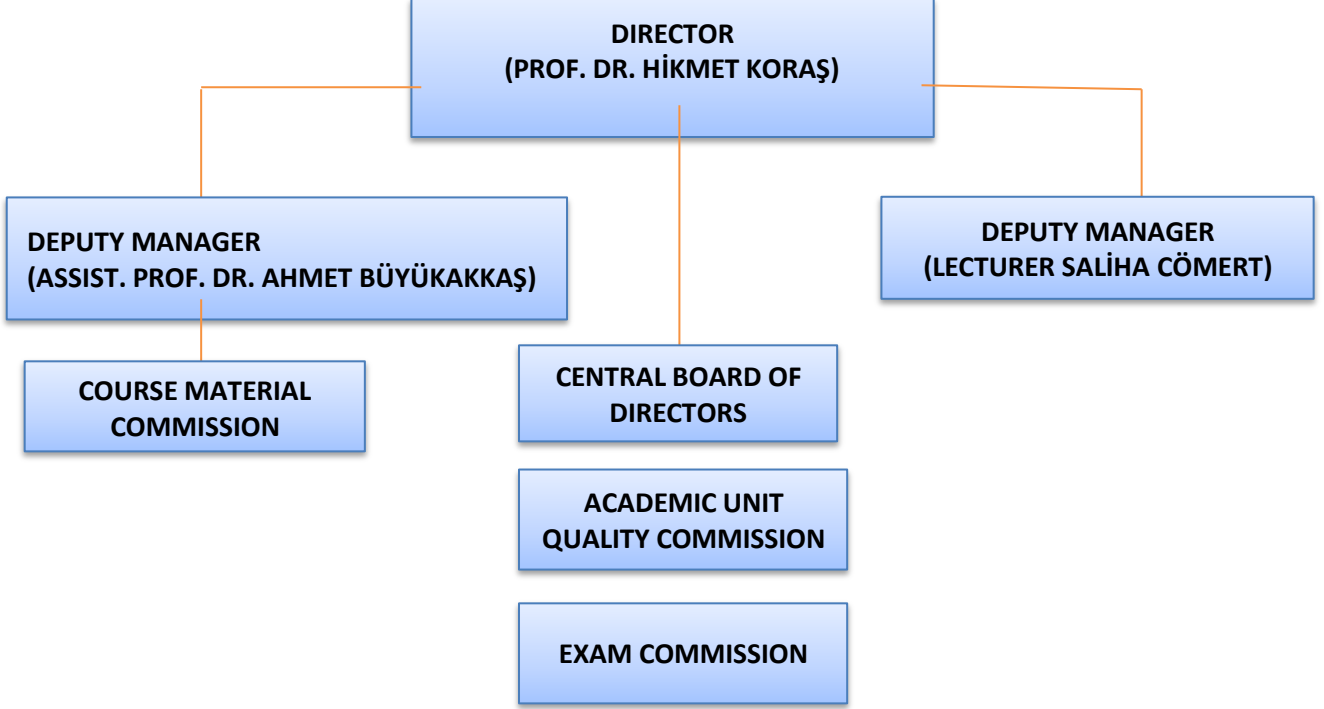 DIRECTOR
(PROF. DR. HİKMET KORAŞ)
DEPUTY MANAGER
(ASSIST. PROF. DR. AHMET BÜYÜKAKKAŞ)
DEPUTY MANAGER
(LECTURER SALİHA CÖMERT)
COURSE MATERIAL
COMMISSION
CENTRAL BOARD OF
DIRECTORS
ACADEMIC UNIT
QUALITY COMMISSION
EXAM COMMISSION